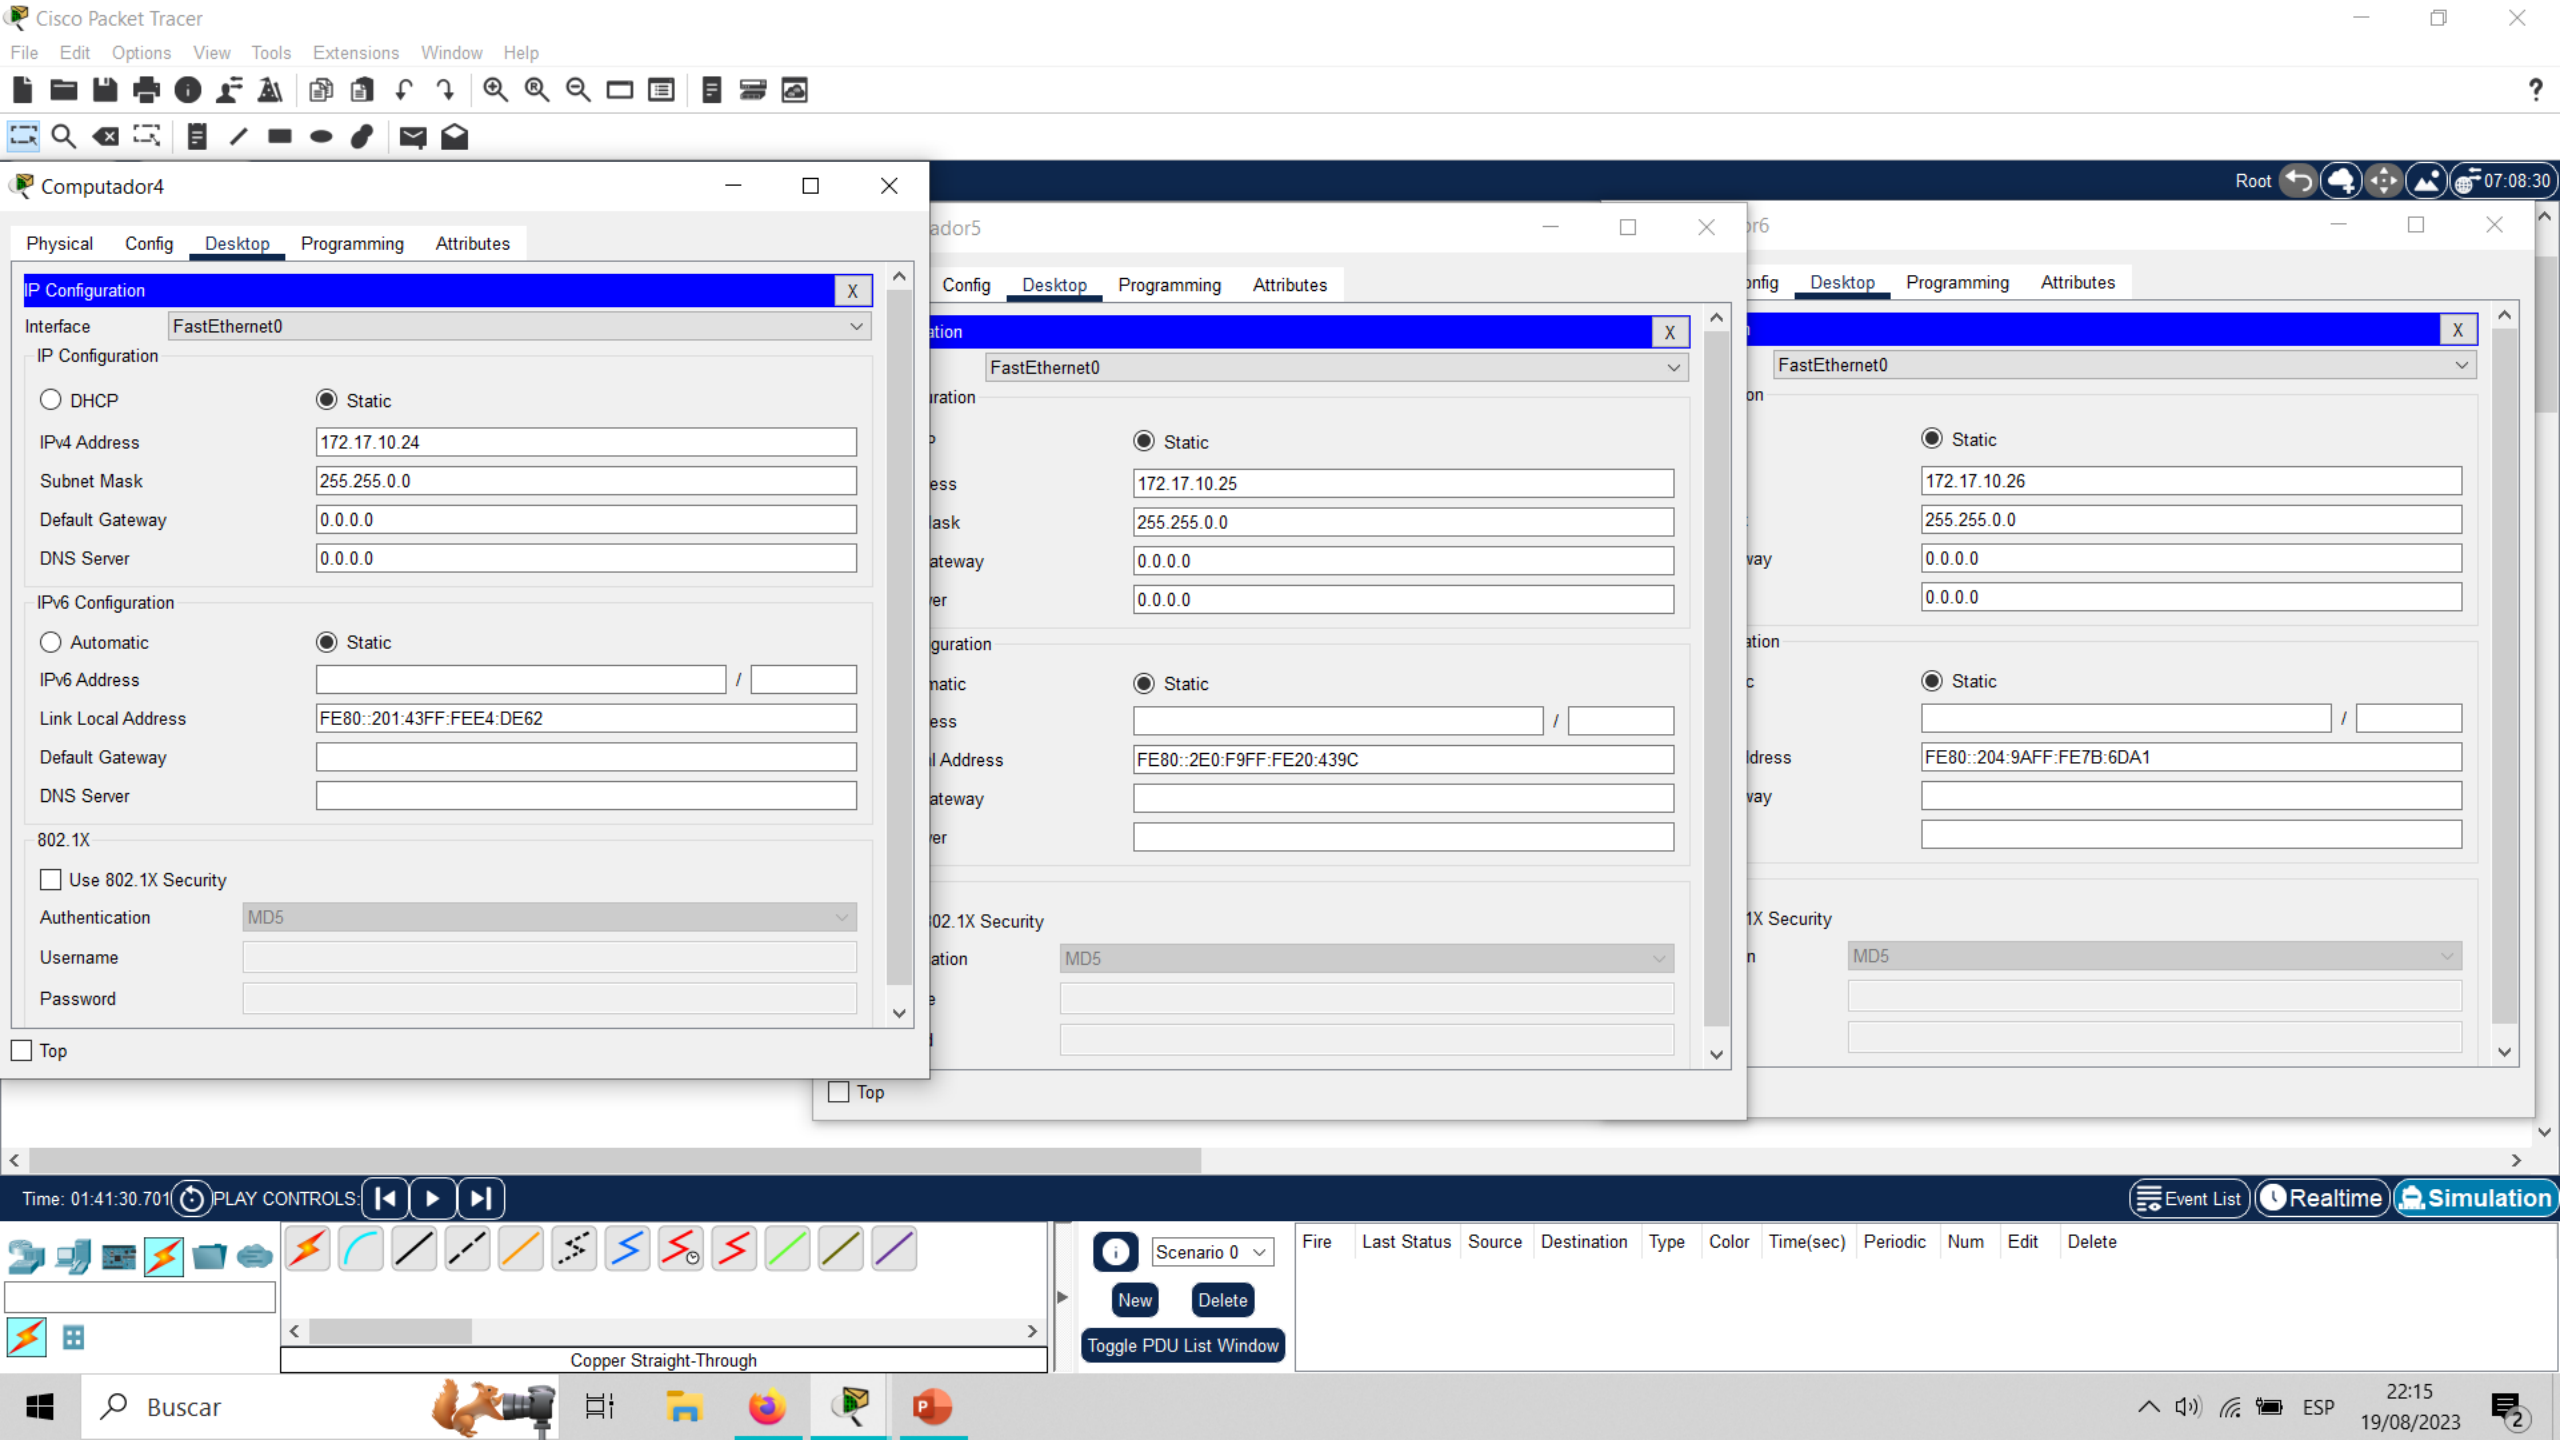 Cisco Packet Tracer
File Edit Options View Tools Extensions Window Help
?
Root 07:08:30
Computador4
Physical Config Desktop Programming Attributes
IP Configuration X
Interface FastEthernet0
IP Configuration
DHCP Static
IPv4 Address 172.17.10.24
Subnet Mask 255.255.0.0
Default Gateway 0.0.0.0
DNS Server 0.0.0.0
IPv6 Configuration
Automatic Static
IPv6 Address /
Link Local Address FE80::201:43FF:FEE4:DE62
Default Gateway
DNS Server
802.1X
Use 802.1X Security
Authentication MD5
Username
Password
Top
ador5
Config Desktop Programming Attributes
ation X
FastEthernet0
uration
Static
ess 172.17.10.25
ask 255.255.0.0
ateway 0.0.0.0
er 0.0.0.0
guration
matic Static
ess /
l Address FE80::2E0:F9FF:FE20:439C
ateway
er
02.1X Security
ation MD5
e
Top
or6
nfig Desktop Programming Attributes
X
FastEthernet0
on
Static
172.17.10.26
255.255.0.0
way 0.0.0.0
0.0.0.0
ation
c Static
/
dress FE80::204:9AFF:FE7B:6DA1
way
1X Security
n MD5
Time: 01:41:30.701 PLAY CONTROLS:
Event List Realtime Simulation
Scenario 0
New Delete
Toggle PDU List Window
Fire Last Status Source Destination Type Color Time(sec) Periodic Num Edit Delete
Copper Straight-Through
Buscar
P
ESP
22:15
19/08/2023
2